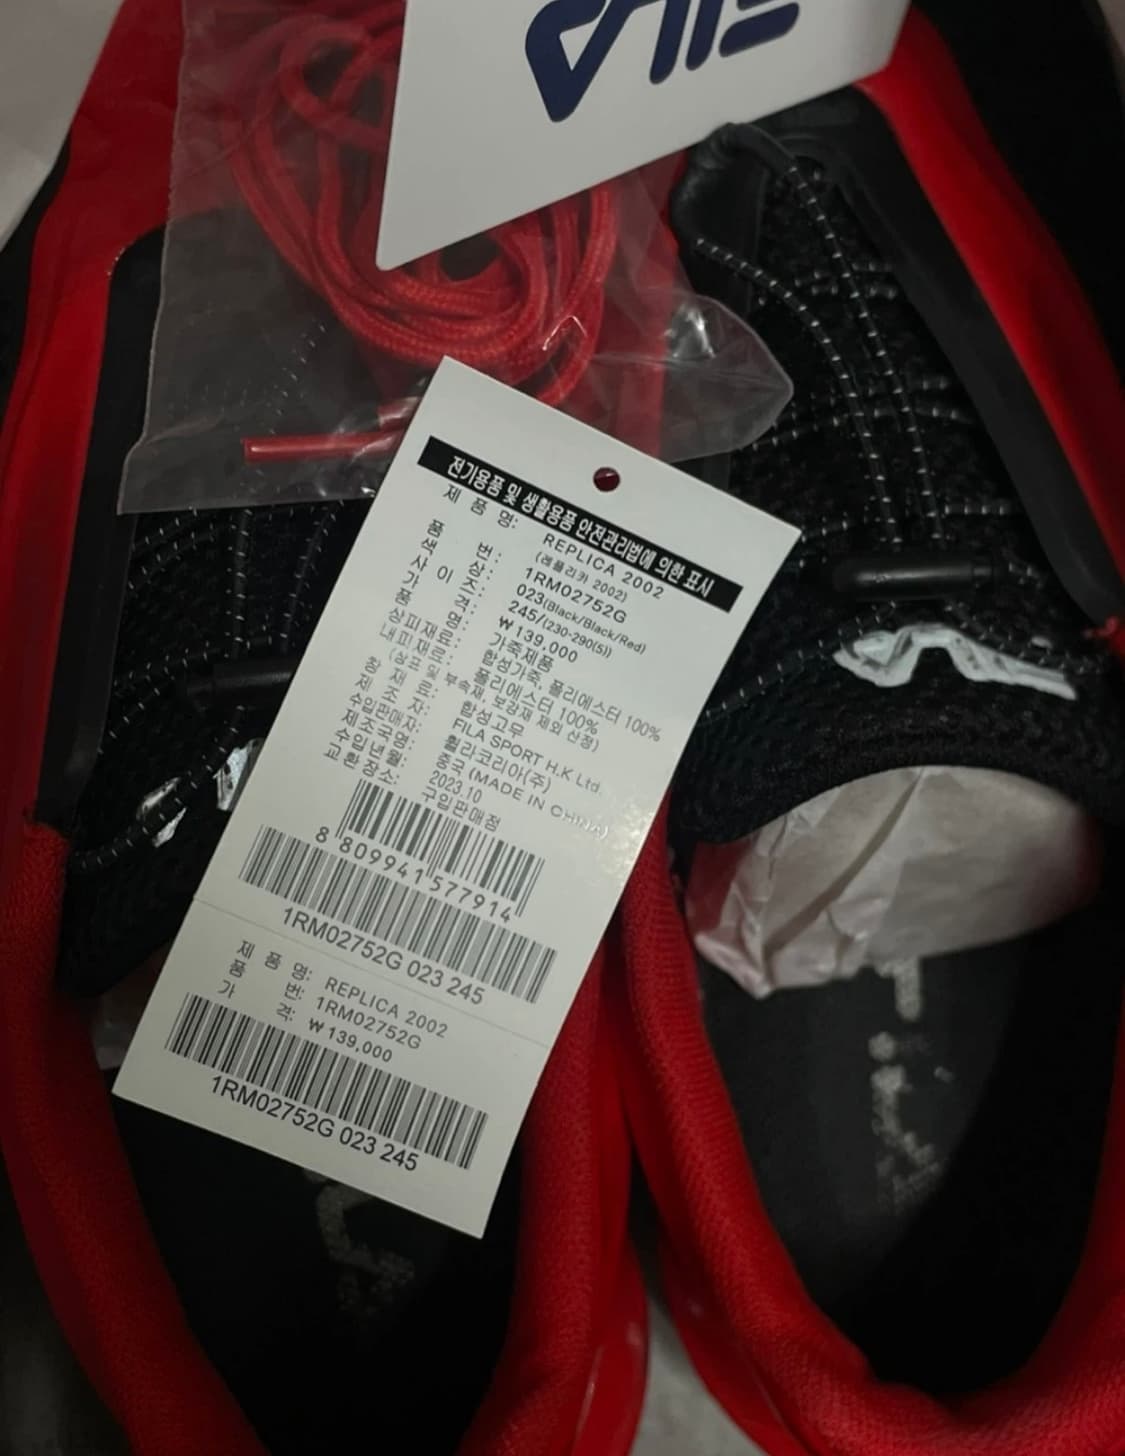 FILA
전기용품 및 생활용품 안전관리법에 의한 표시
제 품 명: REPLICA 2002
(레플리카 2002)
품 번: 1RM02752G
색 상: 023(Black/Black/Red)
사 이 즈: 245/(230-290(5))
가 격: ₩139,000
품 명: 가죽제품
상피재료: 합성가죽, 폴리에스터 100%
내피재료: 폴리에스터 100%
(상표 및 부속재, 보강재 제외 산정)
창 재 료: 합성고무
제 조 자: FILA SPORT H.K Ltd.
수입판매자: 휠라코리아(주)
제조국명: 중국 (MADE IN CHINA)
수입년월: 2023.10
교환장소: 구입판매점
8 809941 577914
1RM02752G 023 245
제 품 명: REPLICA 2002
품 번: 1RM02752G
가 격: ₩139,000
1RM02752G 023 245